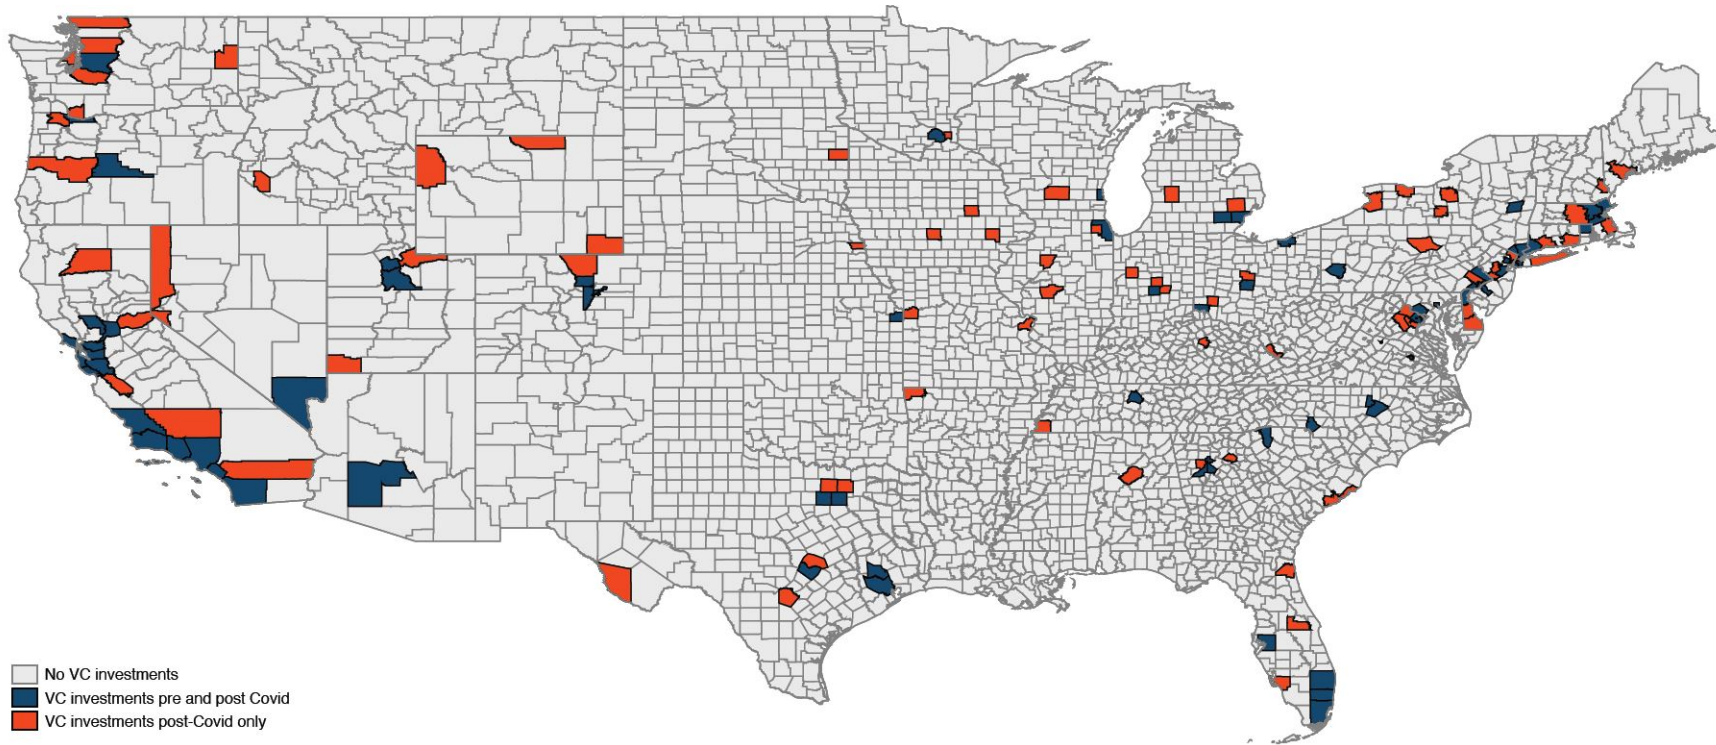 No VC investments
VC investments pre and post Covid
VC investments post-Covid only